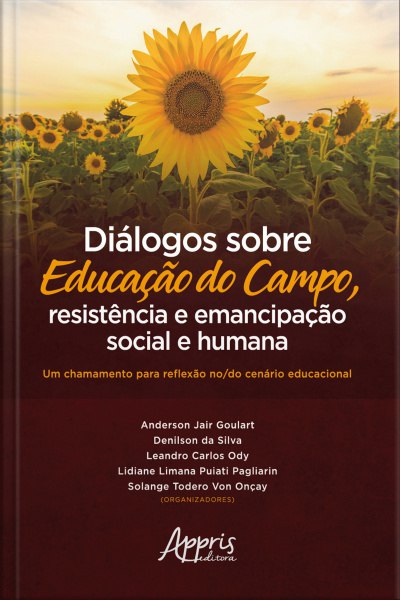 Diálogos sobre
Educação do Campo,
resistência e emancipação
social e humana
Um chamamento para reflexão no/do cenário educacional
Anderson Jair Goulart
Denilson da Silva
Leandro Carlos Ody
Lidiane Limana Puiati Pagliarin
Solange Todero Von Onçay
(ORGANIZADORES)
Appris
editora